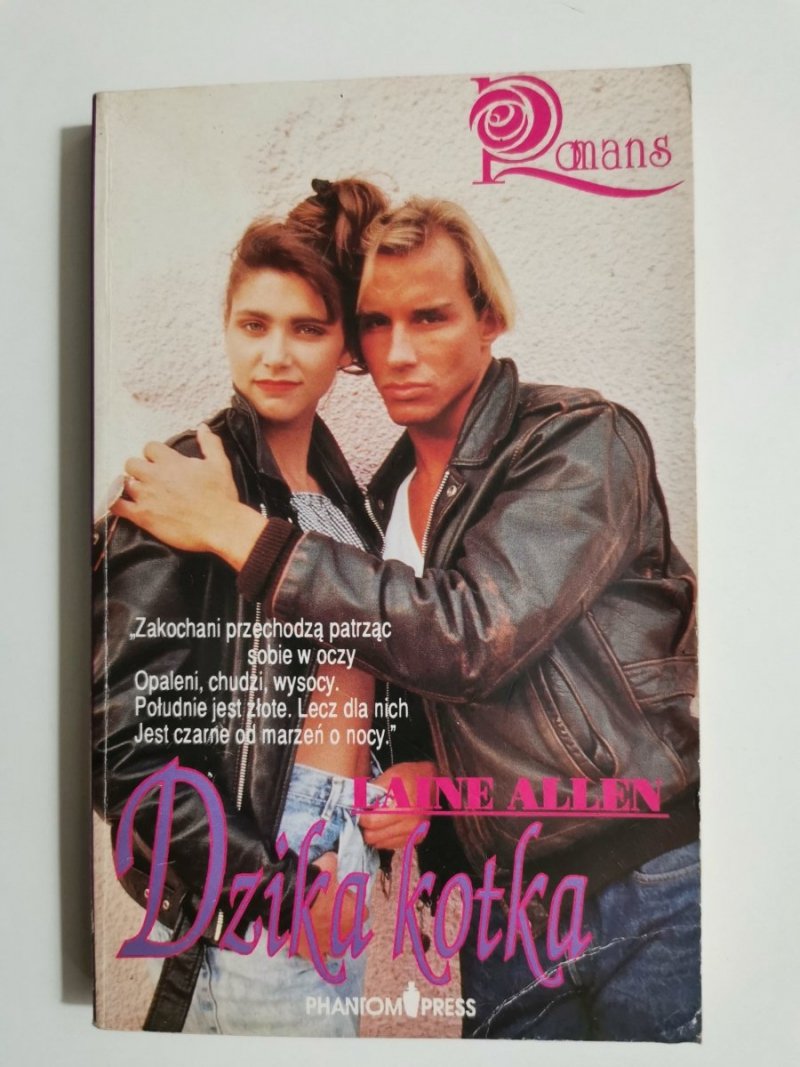 Romans
„Zakochani przechodzą patrząc
sobie w oczy
Opaleni, chudzi, wysocy.
Południe jest złote. Lecz dla nich
Jest czarne od marzeń o nocy.”
LAINE ALLEN
Dzika kotka
PHANTOM PRESS